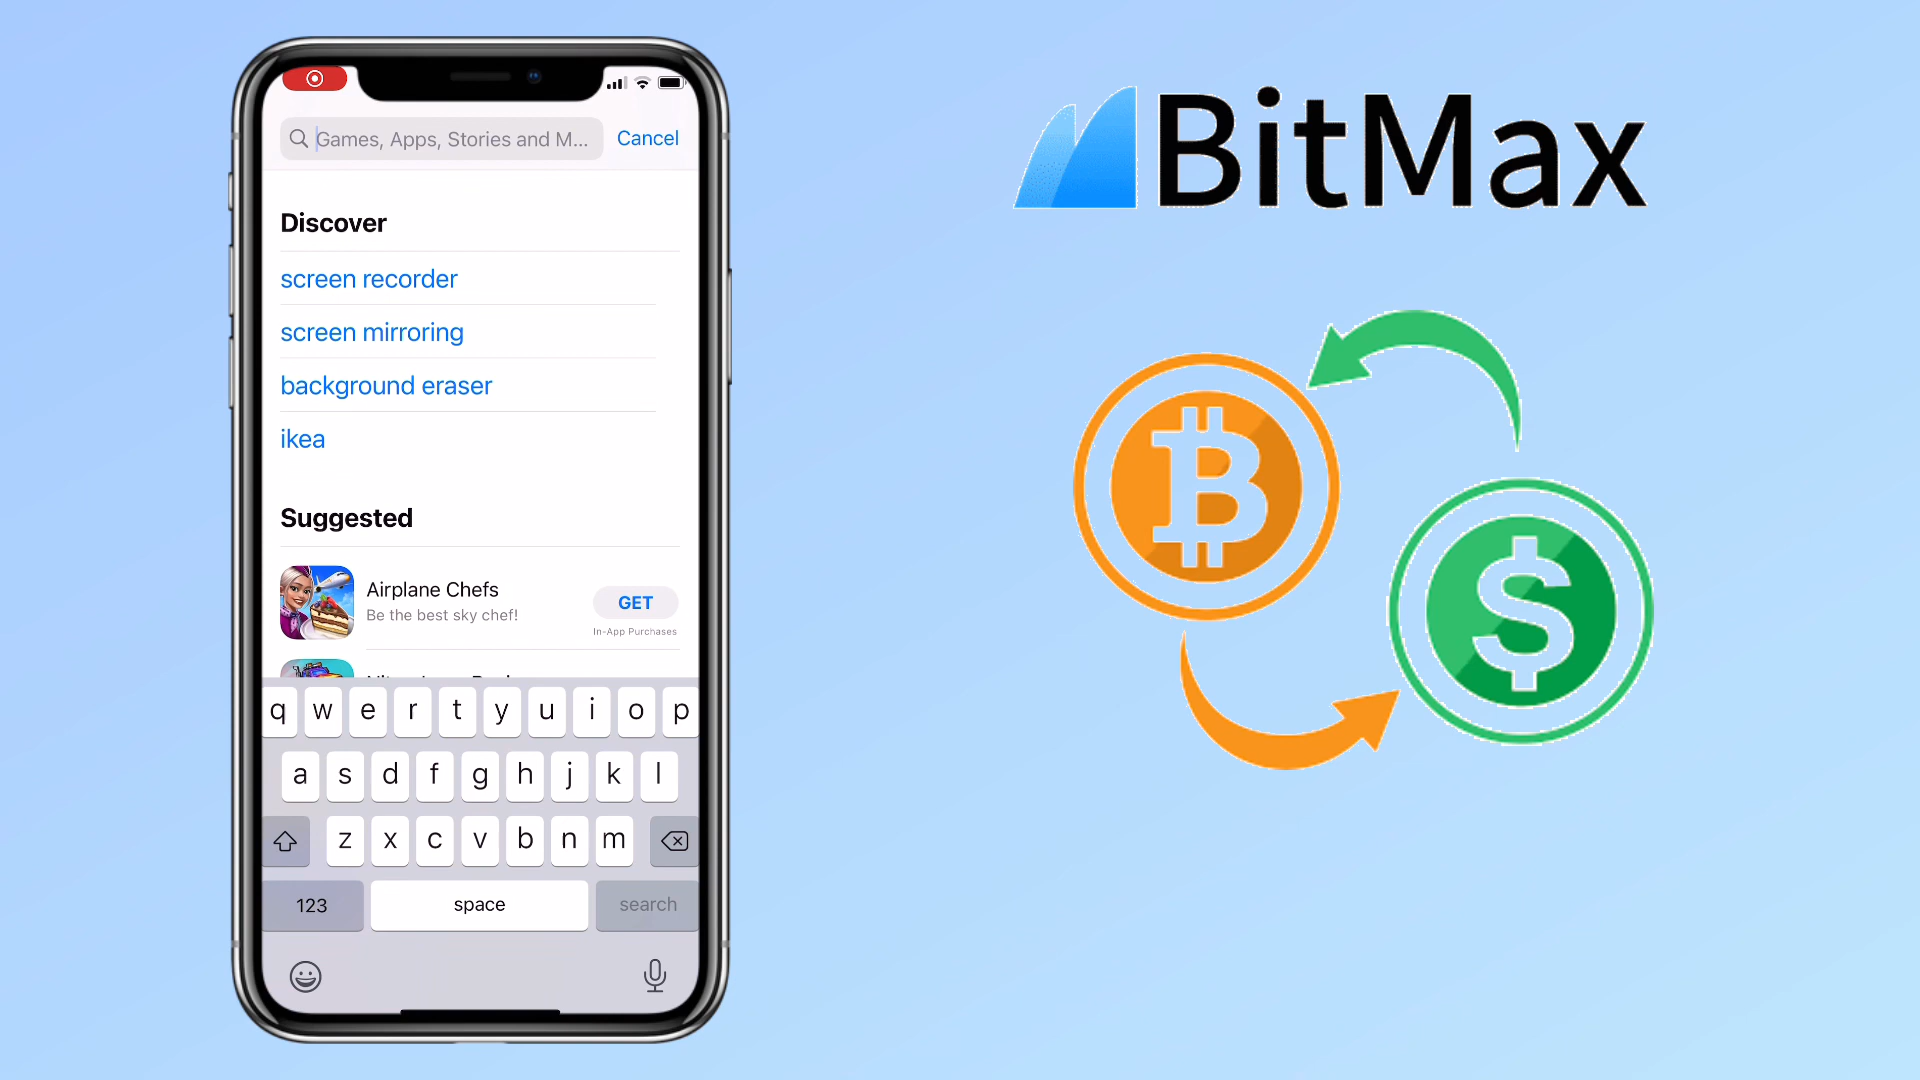 Games, Apps, Stories and M...
Cancel
Discover
screen recorder
screen mirroring
background eraser
ikea
Suggested
Airplane Chefs
Be the best sky chef!
GET
In-App Purchases
q w e r t y u i o p
a s d f g h j k l
z x c v b n m
123
space
search
BitMax